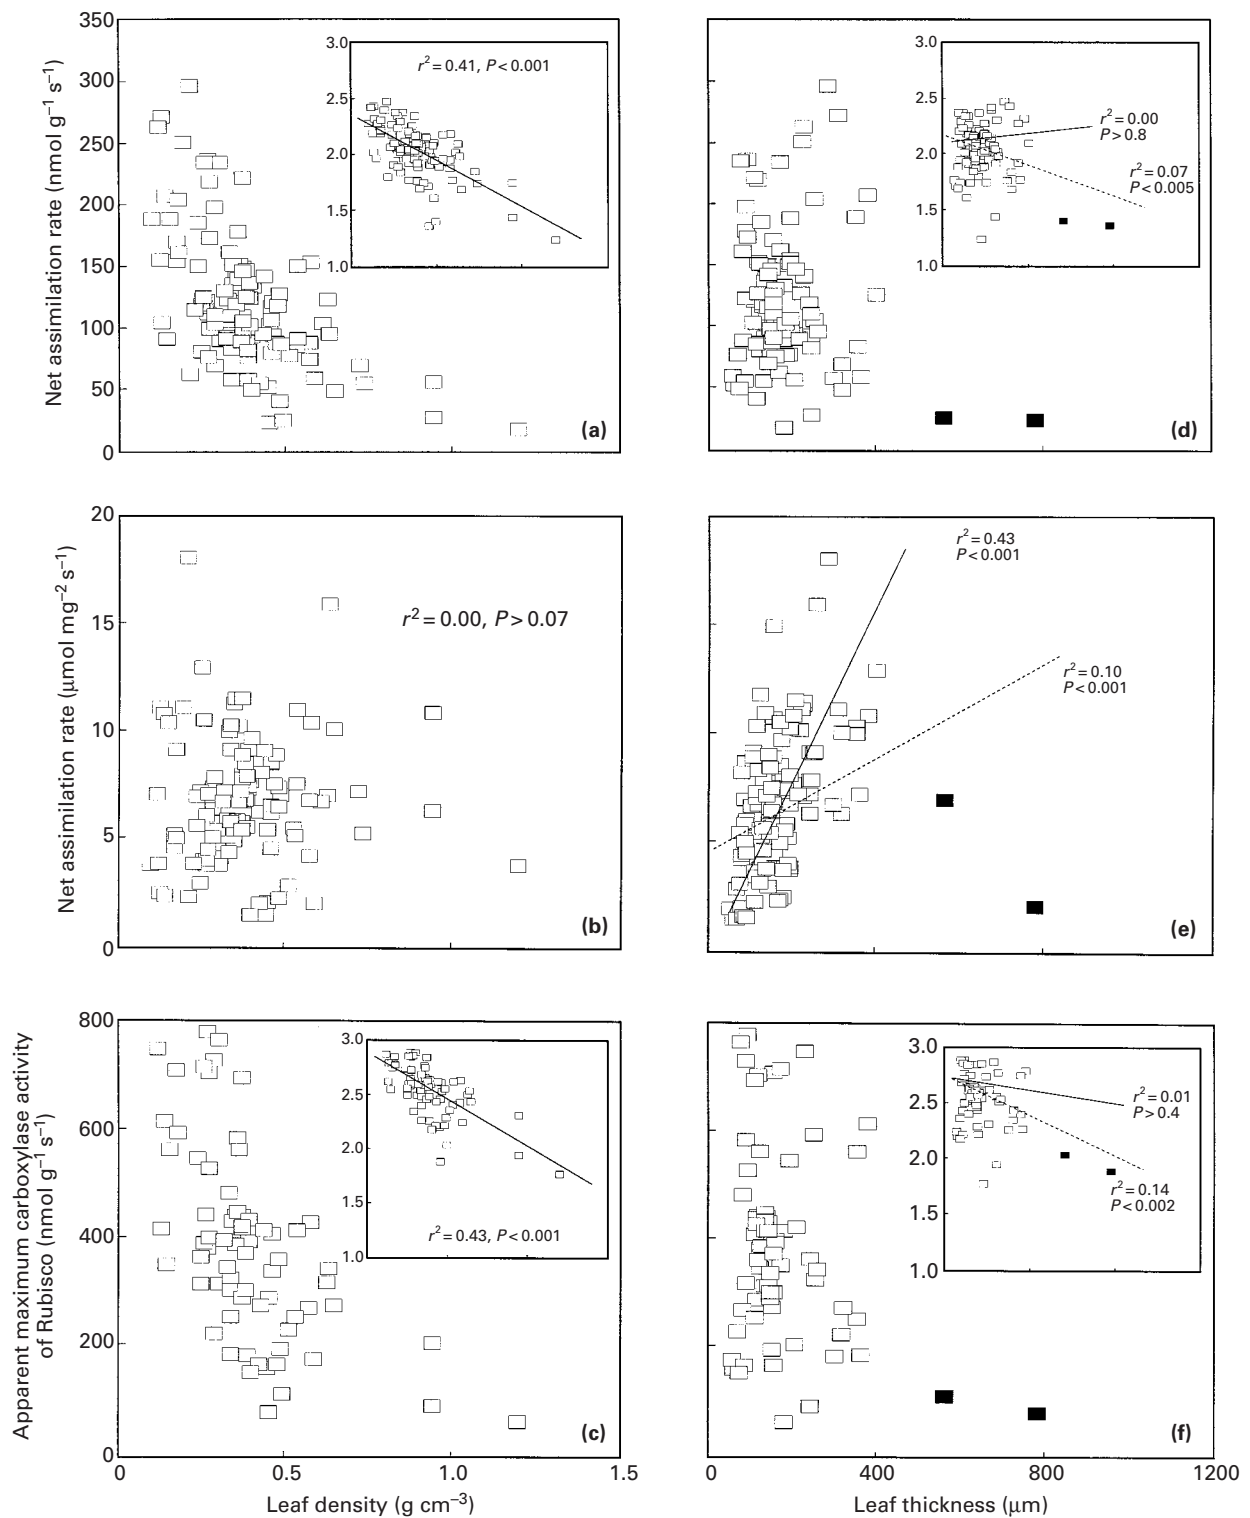 350
300
250
200
150
100
50
0
Net assimilation rate (nmol g⁻¹ s⁻¹)
3.0
2.5
2.0
1.5
1.0
r² = 0.41, P < 0.001
(a)
3.0
2.5
2.0
1.5
1.0
r² = 0.00
P > 0.8
r² = 0.07
P < 0.005
(d)
20
15
10
5
0
Net assimilation rate (μmol mg⁻² s⁻¹)
r² = 0.00, P > 0.07
(b)
r² = 0.43
P < 0.001
r² = 0.10
P < 0.001
(e)
800
600
400
200
0
Apparent maximum carboxylase activity
of Rubisco (nmol g⁻¹ s⁻¹)
3.0
2.5
2.0
1.5
1.0
r² = 0.43, P < 0.001
(c)
0
0.5
1.0
1.5
Leaf density (g cm⁻³)
3.0
2.5
2.0
1.5
1.0
r² = 0.01
P > 0.4
r² = 0.14
P < 0.002
(f)
0
400
800
1200
Leaf thickness (μm)